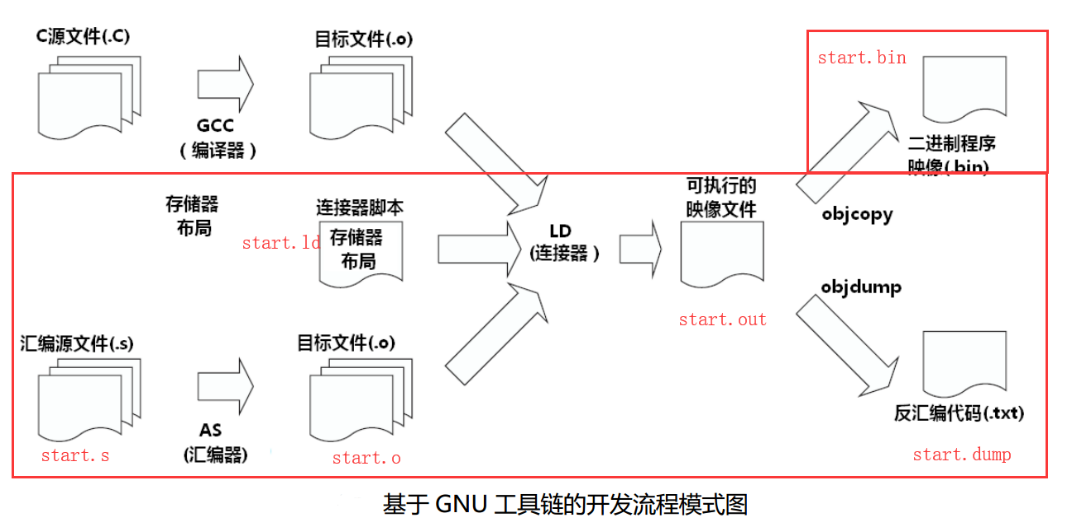 C源文件(.C)
目标文件(.o)
start.bin
GCC
(编译器)
二进制程序
映像(.bin)
存储器
布局
连接器脚本
start.ld
存储器
布局
LD
(连接器)
可执行的
映像文件
objcopy
objdump
start.out
汇编源文件(.s)
目标文件(.o)
AS
(汇编器)
反汇编代码(.txt)
start.s
start.o
start.dump
基于 GNU 工具链的开发流程模式图